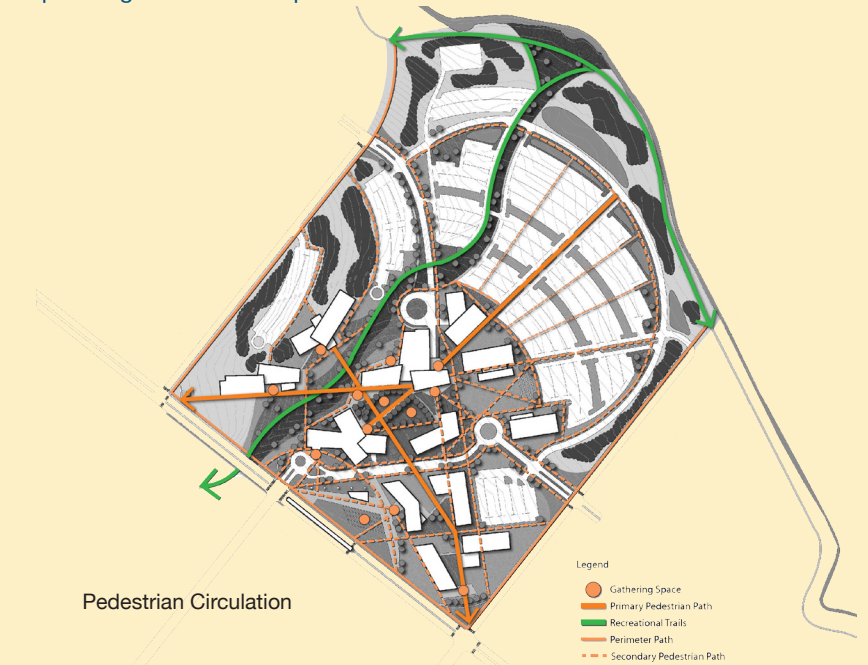 Pedestrian Circulation
Legend
Gathering Space
Primary Pedestrian Path
Recreational Trails
Perimeter Path
Secondary Pedestrian Path